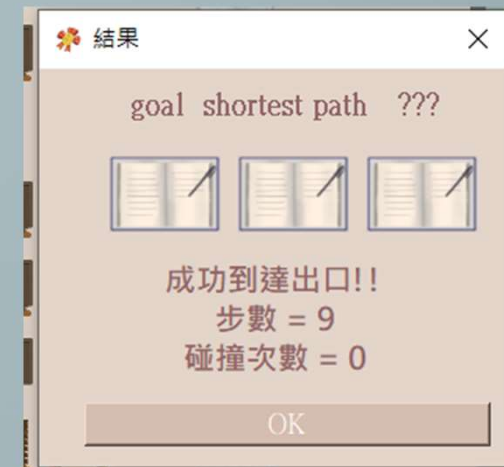 結果
goal shortest path ???
成功到達出口!!
步數 = 9
碰撞次數 = 0
OK